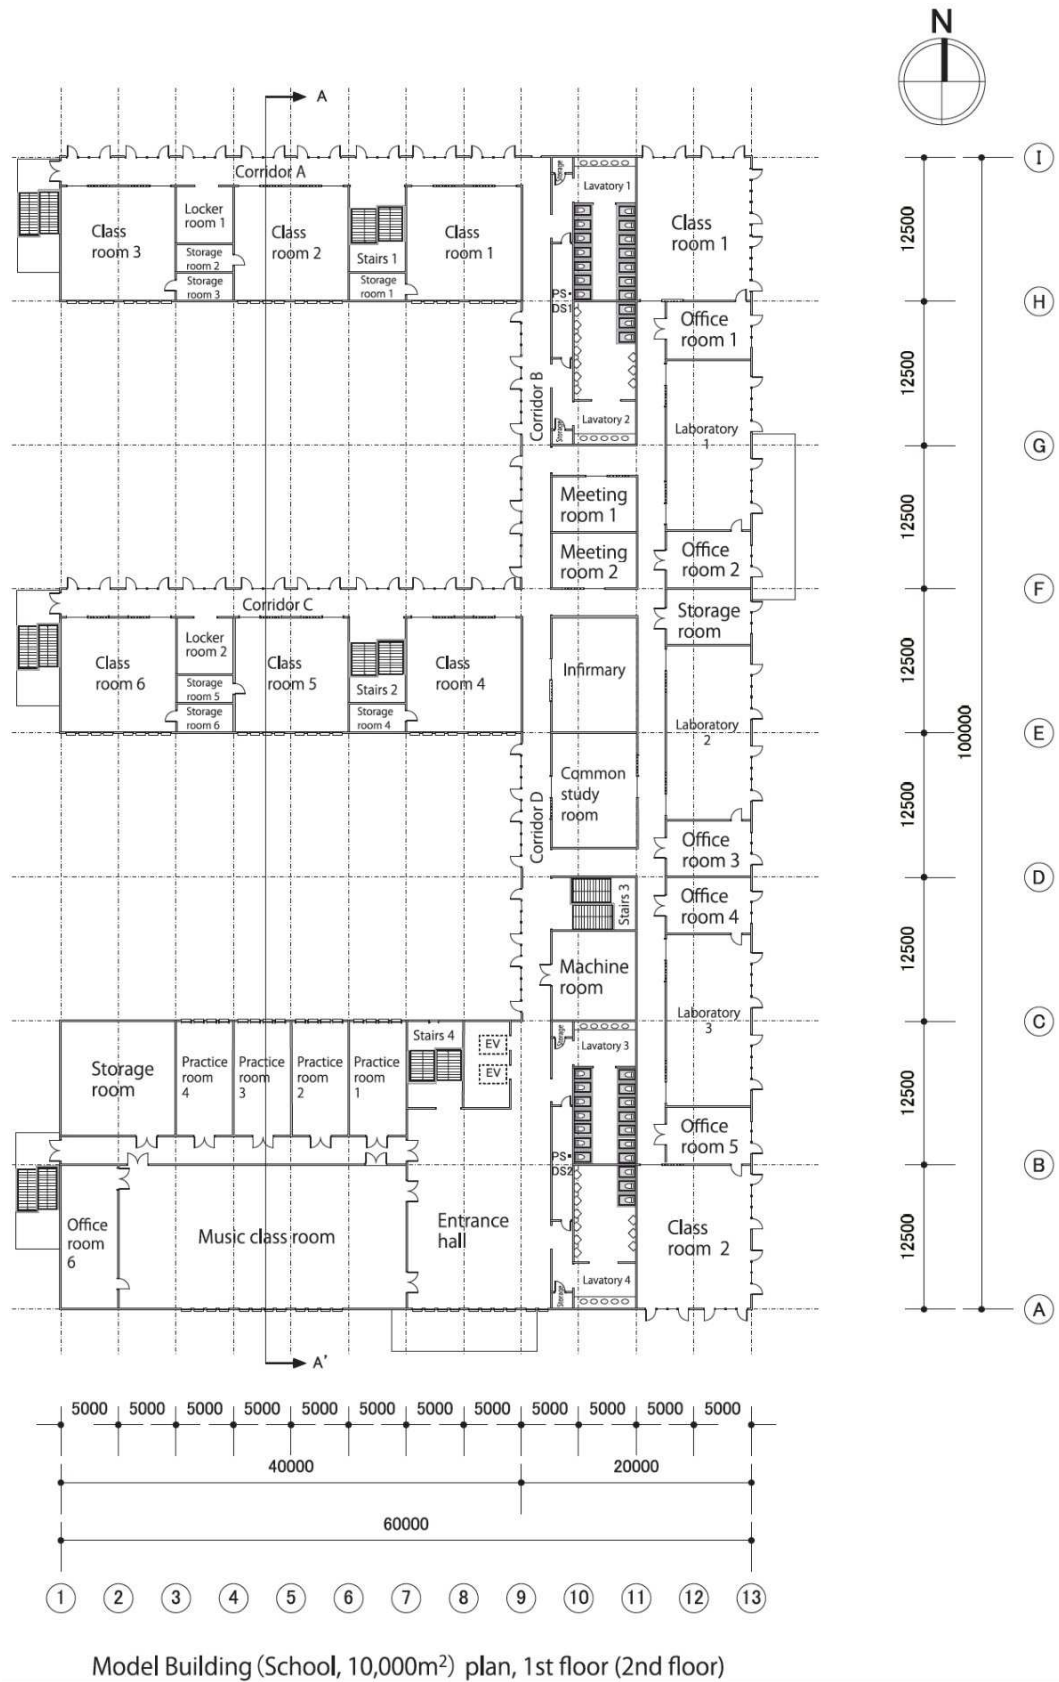 N
A
I
Corridor A
Storage
Lavatory 1
Class
room 3
Locker
room 1
Storage
room 2
Storage
room 3
Class
room 2
Stairs 1
Storage
room 1
Class
room 1
Class
room 1
12500
PS
DS1
H
Office
room 1
Corridor B
12500
Storage
Lavatory 2
Laboratory
1
G
Meeting
room 1
Meeting
room 2
12500
Office
room 2
F
Corridor C
Storage
room
Class
room 6
Locker
room 2
Storage
room 5
Storage
room 6
Class
room 5
Stairs 2
Storage
room 4
Class
room 4
Infirmary
12500
Laboratory
2
E
100000
Corridor D
Common
study
room
12500
Office
room 3
D
Stairs 3
Office
room 4
Machine
room
12500
Laboratory
3
C
Storage
room
Practice
room
4
Practice
room
3
Practice
room
2
Practice
room
1
Stairs 4
EV
EV
Storage
Lavatory 3
12500
Office
room 5
PS
DS2
B
Office
room
6
Music class room
Entrance
hall
Class
room 2
12500
Storage
Lavatory 4
A
A'
5000 5000 5000 5000 5000 5000 5000 5000 5000 5000 5000 5000
40000 20000
60000
1 2 3 4 5 6 7 8 9 10 11 12 13
Model Building (School, 10,000m²) plan, 1st floor (2nd floor)